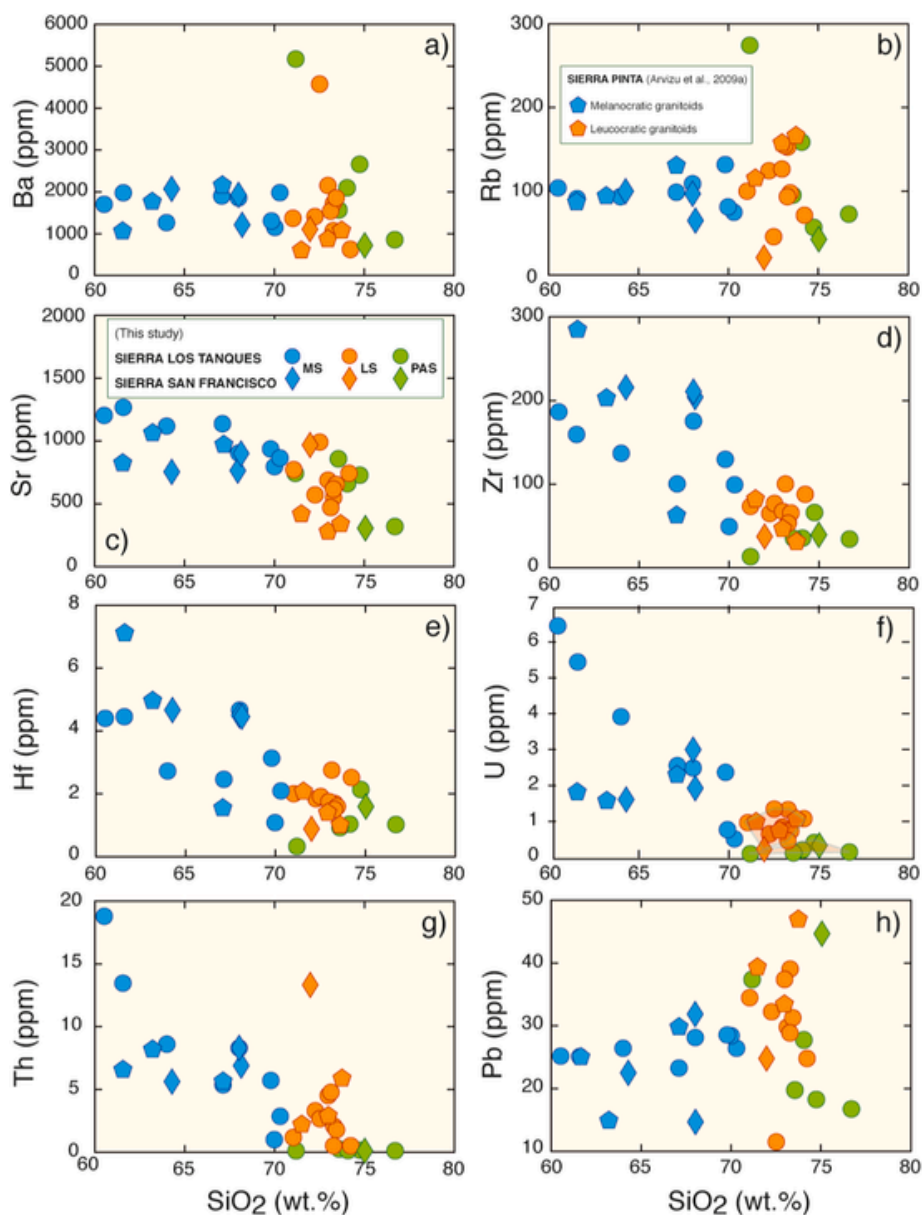 6000
5000
4000
3000
2000
1000
0
Ba (ppm)
a)
60 65 70 75 80
300
200
100
0
Rb (ppm)
b)
SIERRA PINTA (Arvizu et al., 2009a)
Melanocratic granitoids
Leucocratic granitoids
60 65 70 75 80
2000
1500
1000
500
0
Sr (ppm)
(This study)
SIERRA LOS TANQUES
SIERRA SAN FRANCISCO
MS LS PAS
c)
60 65 70 75 80
300
200
100
0
Zr (ppm)
d)
60 65 70 75 80
8
6
4
2
0
Hf (ppm)
e)
60 65 70 75 80
7
6
5
4
3
2
1
0
U (ppm)
f)
60 65 70 75 80
20
15
10
5
0
Th (ppm)
g)
60 65 70 75 80
SiO2 (wt.%)
50
40
30
20
10
Pb (ppm)
h)
60 65 70 75 80
SiO2 (wt.%)